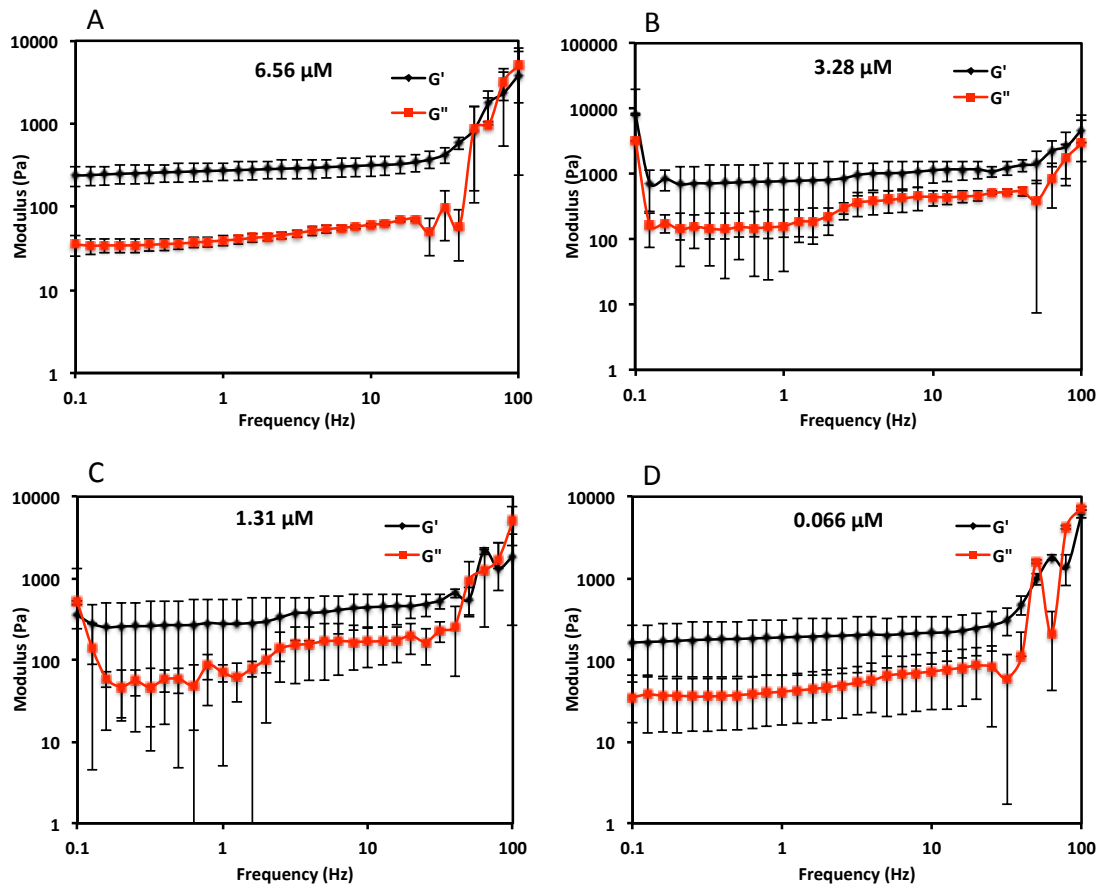 A
6.56 µM
G'
G"
10000
1000
100
10
1
0.1
1
10
100
Modulus (Pa)
Frequency (Hz)
B
3.28 µM
G'
G"
100000
10000
1000
100
10
1
0.1
1
10
100
Modulus (Pa)
Frequency (Hz)
C
1.31 µM
G'
G"
10000
1000
100
10
1
0.1
1
10
100
Modulus (Pa)
Frequency (Hz)
D
0.066 µM
G'
G"
10000
1000
100
10
1
0.1
1
10
100
Modulus (Pa)
Frequency (Hz)